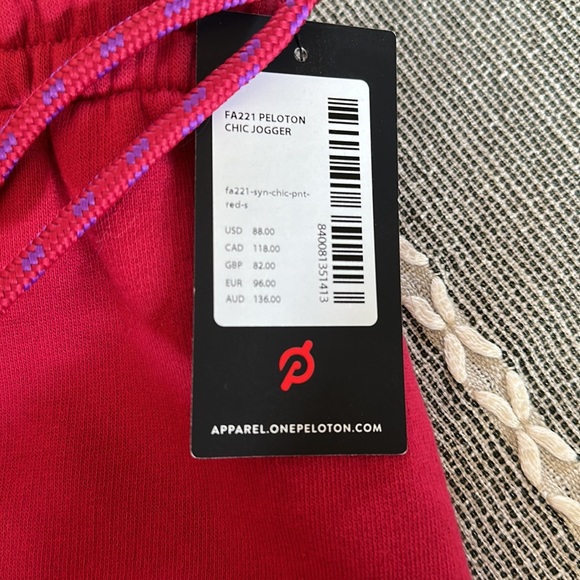 FA221 PELOTON
CHIC JOGGER
fa221-syn-chic-pnt-
red-s
USD 88.00
CAD 118.00
GBP 82.00
EUR 96.00
AUD 136.00
840081351413
APPAREL.ONEPELOTON.COM